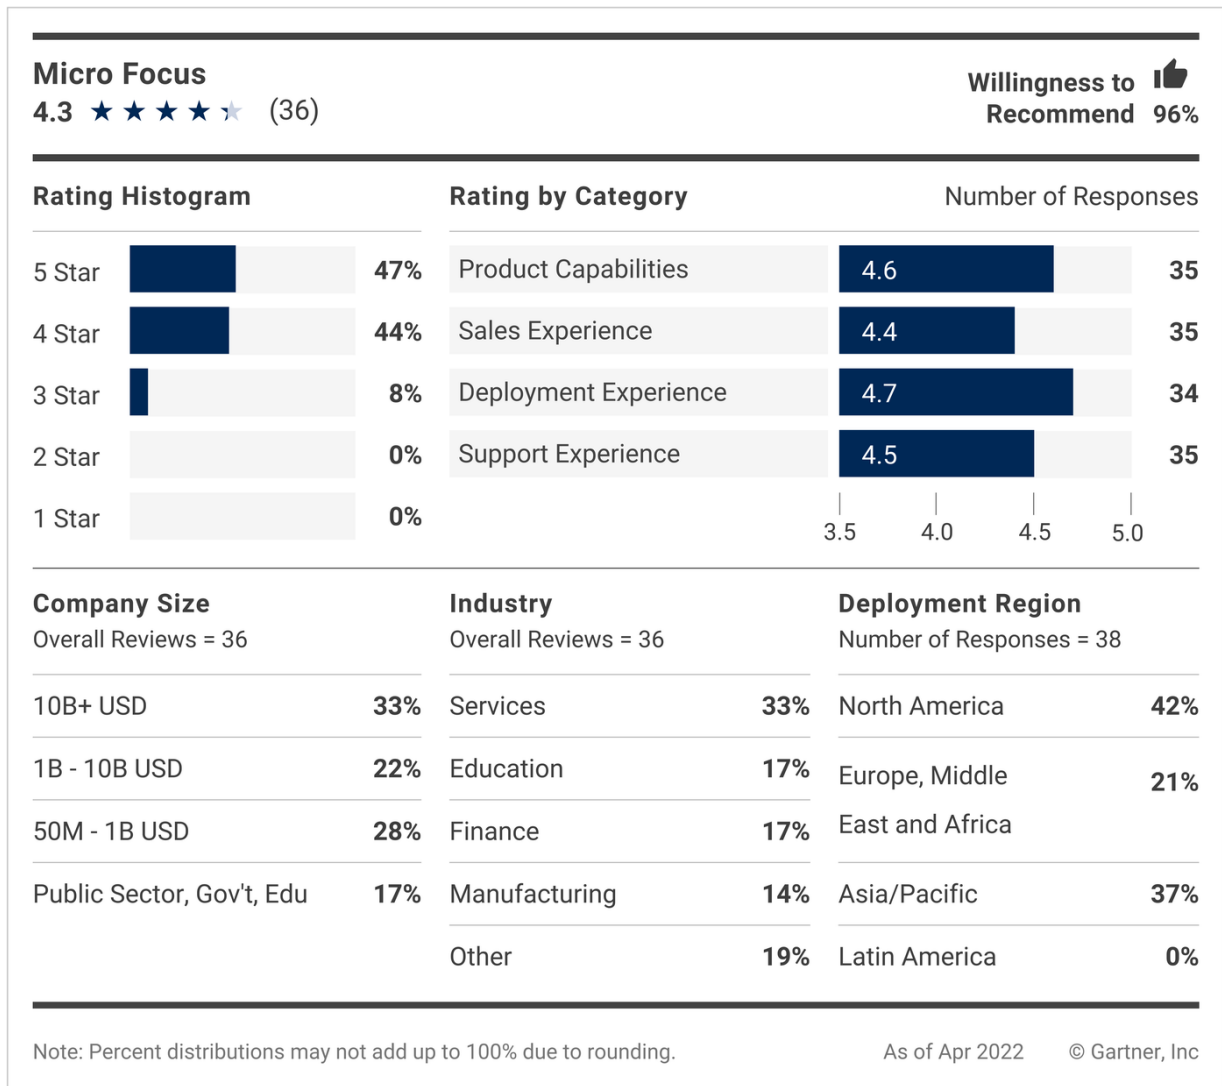 Micro Focus
4.3 ★ ★ ★ ★ ★ (36)
Willingness to
Recommend 96%
Rating Histogram
5 Star 47%
4 Star 44%
3 Star 8%
2 Star 0%
1 Star 0%
Rating by Category Number of Responses
Product Capabilities 4.6 35
Sales Experience 4.4 35
Deployment Experience 4.7 34
Support Experience 4.5 35
3.5 4.0 4.5 5.0
Company Size
Overall Reviews = 36
10B+ USD 33%
1B - 10B USD 22%
50M - 1B USD 28%
Public Sector, Gov't, Edu 17%
Industry
Overall Reviews = 36
Services 33%
Education 17%
Finance 17%
Manufacturing 14%
Other 19%
Deployment Region
Number of Responses = 38
North America 42%
Europe, Middle 21%
East and Africa
Asia/Pacific 37%
Latin America 0%
Note: Percent distributions may not add up to 100% due to rounding. As of Apr 2022 © Gartner, Inc